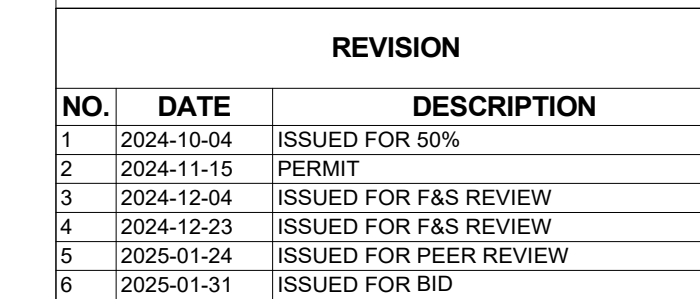 REVISION
NO. DATE DESCRIPTION
1 2024-10-04 ISSUED FOR 50%
2 2024-11-15 PERMIT
3 2024-12-04 ISSUED FOR F&S REVIEW
4 2024-12-23 ISSUED FOR F&S REVIEW
5 2025-01-24 ISSUED FOR PEER REVIEW
6 2025-01-31 ISSUED FOR BID